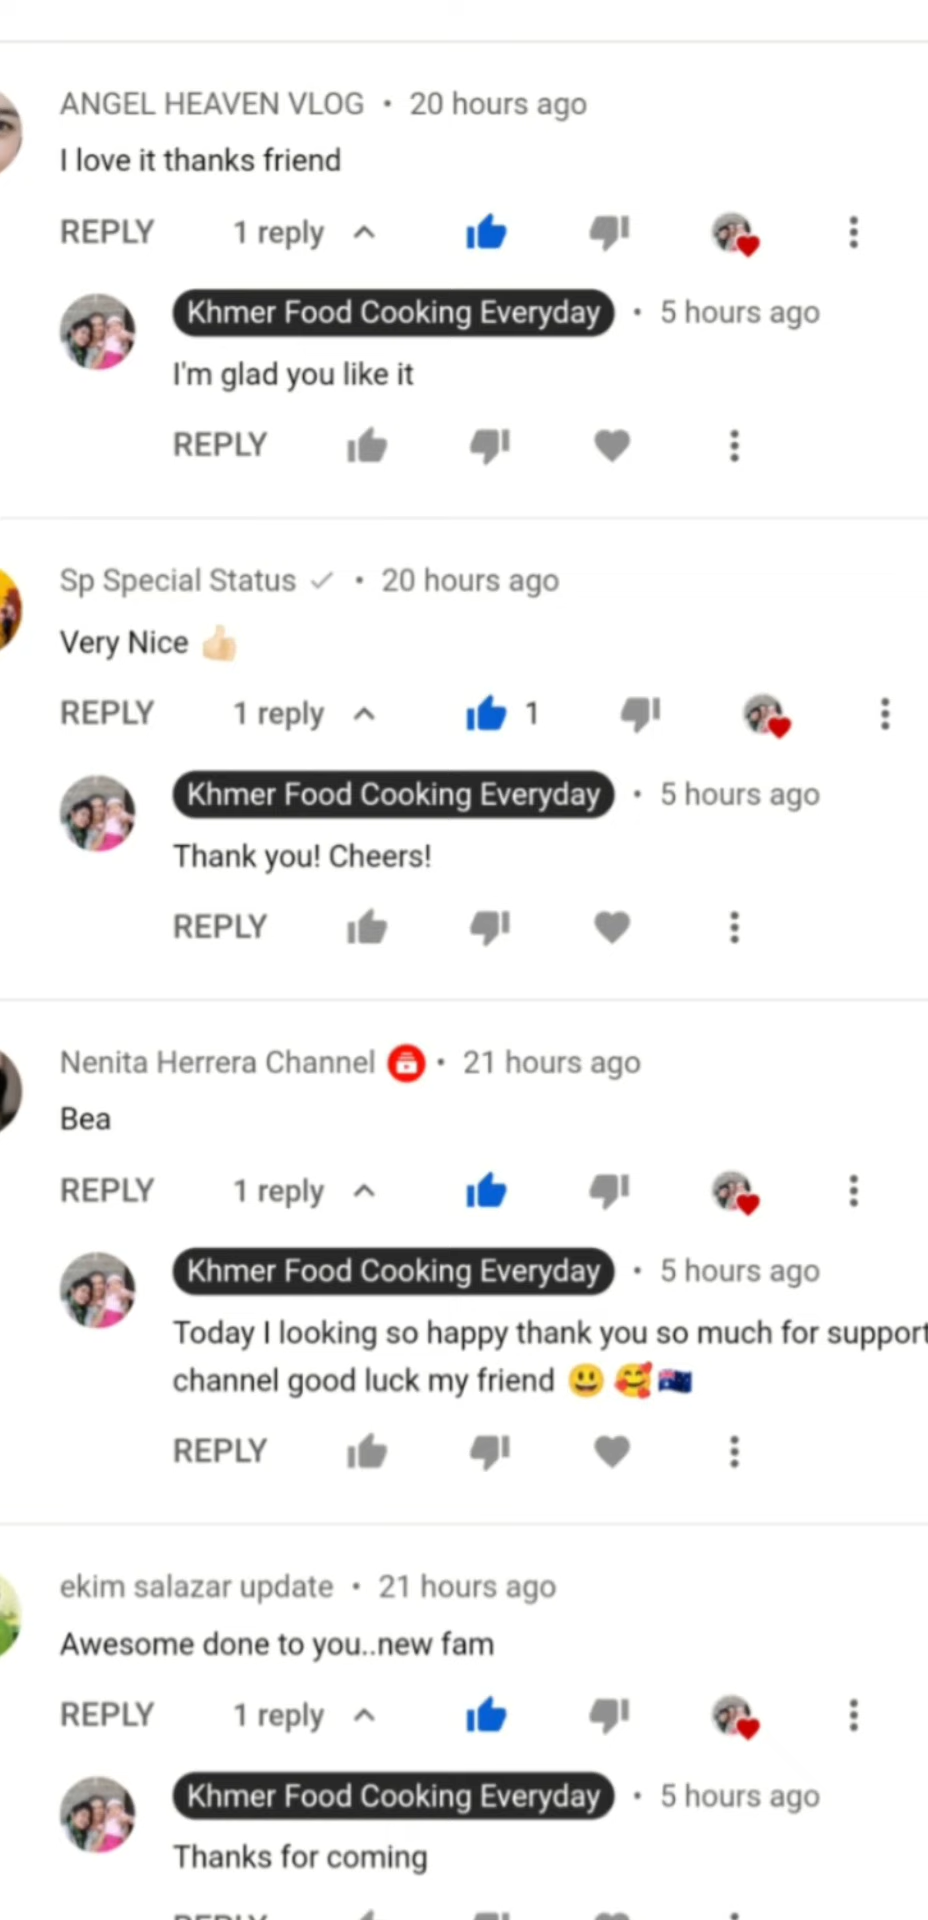 ANGEL HEAVEN VLOG • 20 hours ago
I love it thanks friend
REPLY 1 reply
Khmer Food Cooking Everyday • 5 hours ago
I'm glad you like it
REPLY
Sp Special Status ✓ • 20 hours ago
Very Nice 👍🏻
REPLY 1 reply 1
Khmer Food Cooking Everyday • 5 hours ago
Thank you! Cheers!
REPLY
Nenita Herrera Channel • 21 hours ago
Bea
REPLY 1 reply
Khmer Food Cooking Everyday • 5 hours ago
Today I looking so happy thank you so much for support
channel good luck my friend 😃 🥰 🇦🇺
REPLY
ekim salazar update • 21 hours ago
Awesome done to you..new fam
REPLY 1 reply
Khmer Food Cooking Everyday • 5 hours ago
Thanks for coming
REPLY